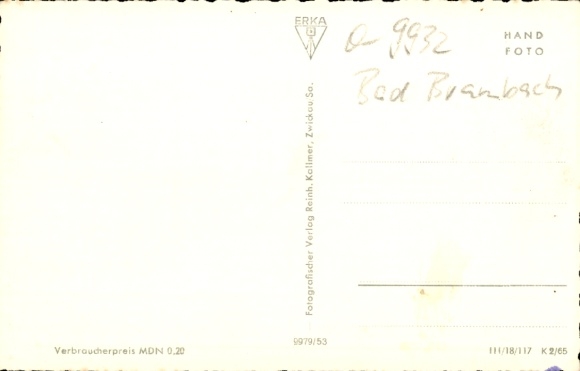 ERKA
HAND
FOTO
9932
Bad Brambach
Fotografischer Verlag Reinh. Kallmer, Zwickau Sa.
9979/53
Verbraucherpreis MDN 0,20
III/18/117 K 2/65